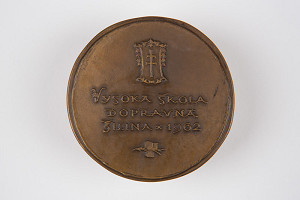 VYSOKÁ ŠKOLA
DOPRAVNÁ
ŽILINA × 1962